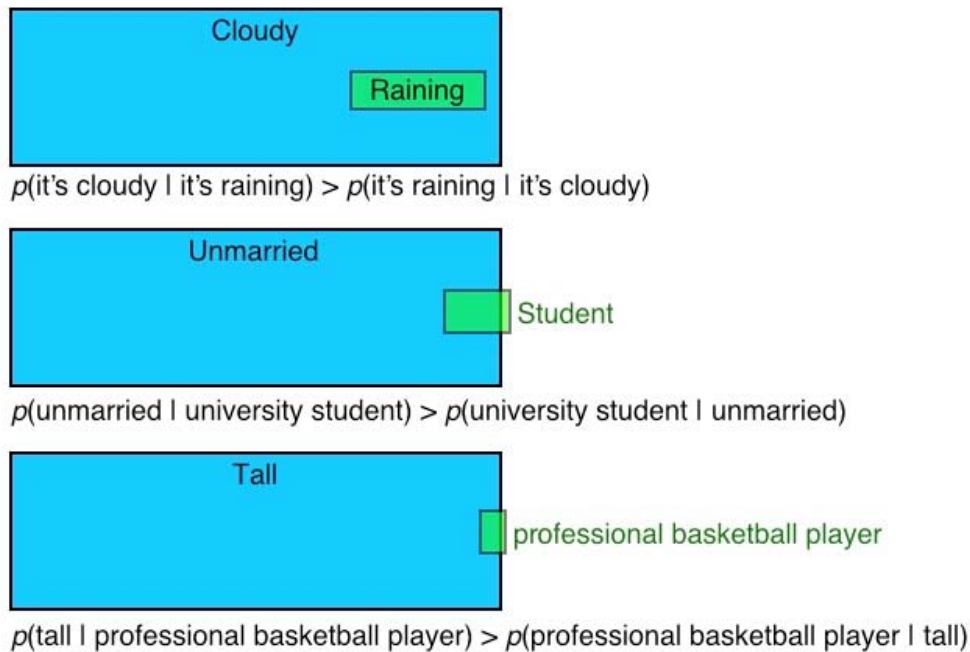 Cloudy
Raining
p(it's cloudy | it's raining) > p(it's raining | it's cloudy)
Unmarried
Student
p(unmarried | university student) > p(university student | unmarried)
Tall
professional basketball player
p(tall | professional basketball player) > p(professional basketball player | tall)